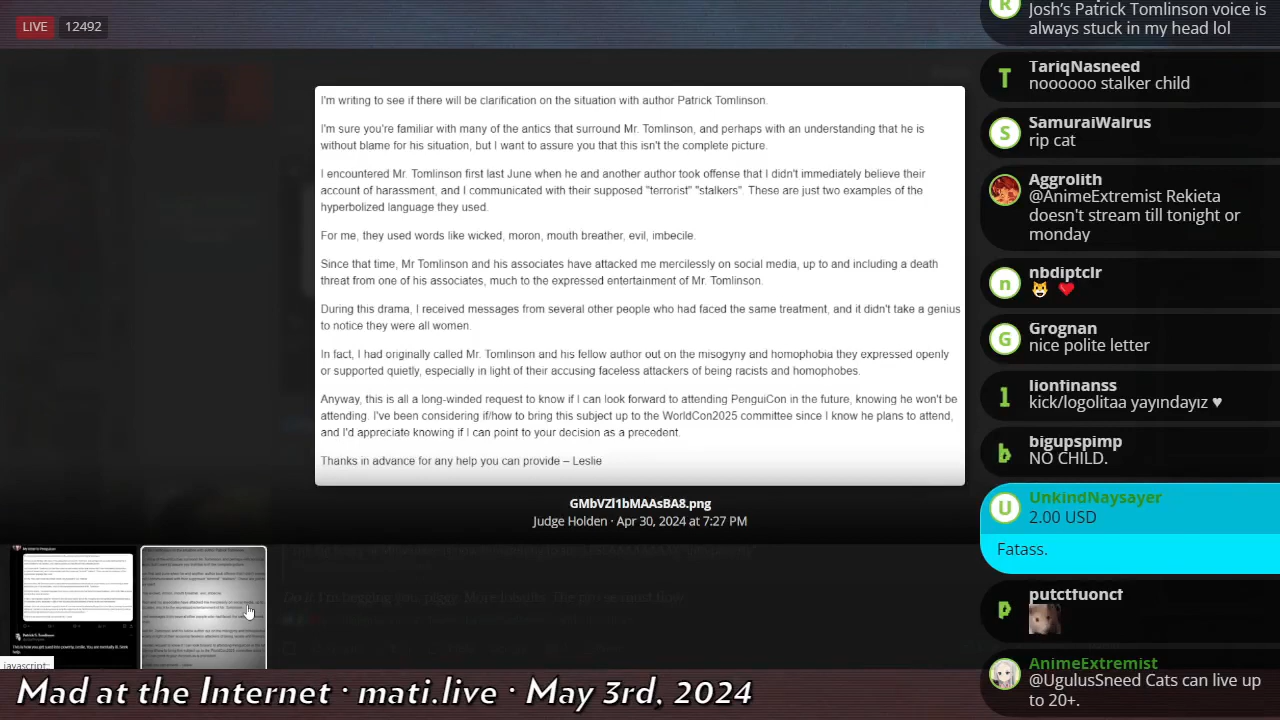 LIVE 12492
I'm writing to see if there will be clarification on the situation with author Patrick Tomlinson.
I'm sure you're familiar with many of the antics that surround Mr. Tomlinson, and perhaps with an understanding that he is
without blame for his situation, but I want to assure you that this isn't the complete picture.
I encountered Mr. Tomlinson first last June when he and another author took offense that I didn't immediately believe their
account of harassment, and I communicated with their supposed "terrorist" "stalkers". These are just two examples of the
hyperbolized language they used.
For me, they used words like wicked, moron, mouth breather, evil, imbecile.
Since that time, Mr Tomlinson and his associates have attacked me mercilessly on social media, up to and including a death
threat from one of his associates, much to the expressed entertainment of Mr. Tomlinson.
During this drama, I received messages from several other people who had faced the same treatment, and it didn't take a genius
to notice they were all women.
In fact, I had originally called Mr. Tomlinson and his fellow author out on the misogyny and homophobia they expressed openly
or supported quietly, especially in light of their accusing faceless attackers of being racists and homophobes.
Anyway, this is all a long-winded request to know if I can look forward to attending PenguiCon in the future, knowing he won't be
attending. I've been considering if/how to bring this subject up to the WorldCon2025 committee since I know he plans to attend,
and I'd appreciate knowing if I can point to your decision as a precedent.
Thanks in advance for any help you can provide – Leslie
GMbVZl1bMAAsBA8.png
Judge Holden · Apr 30, 2024 at 7:27 PM
javascript:
R
Josh's Patrick Tomlinson voice is
always stuck in my head lol
T
TariqNasneed
noooooo stalker child
S
SamuraiWalrus
rip cat
Aggrolith
@AnimeExtremist Rekieta
doesn't stream till tonight or
monday
n
nbdiptclr
G
Grognan
nice polite letter
l
lionfinanss
kick/logolitaa yayındayız ♥
b
bigupspimp
NO CHILD.
U
UnkindNaysayer
2.00 USD
Fatass.
p
putctfuonct
AnimeExtremist
@UgulusSneed Cats can live up
to 20+.
Mad at the Internet · mati.live · May 3rd, 2024